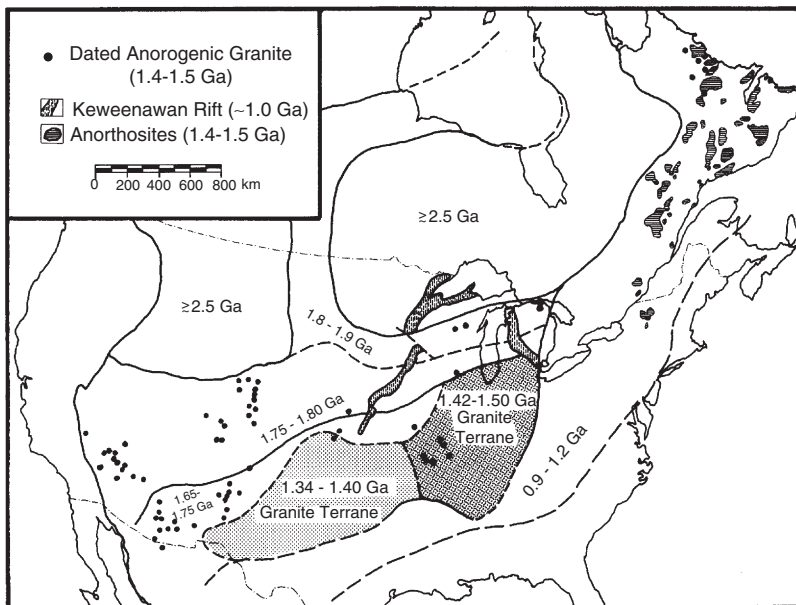 Dated Anorogenic Granite
(1.4-1.5 Ga)
Keweenawan Rift (~1.0 Ga)
Anorthosites (1.4-1.5 Ga)
0 200 400 600 800 km
≥2.5 Ga
≥2.5 Ga
1.8 - 1.9 Ga
1.75 - 1.80 Ga
1.42-1.50 Ga
Granite
Terrane
1.65-
1.75 Ga
1.34 - 1.40 Ga
Granite Terrane
0.9 - 1.2 Ga